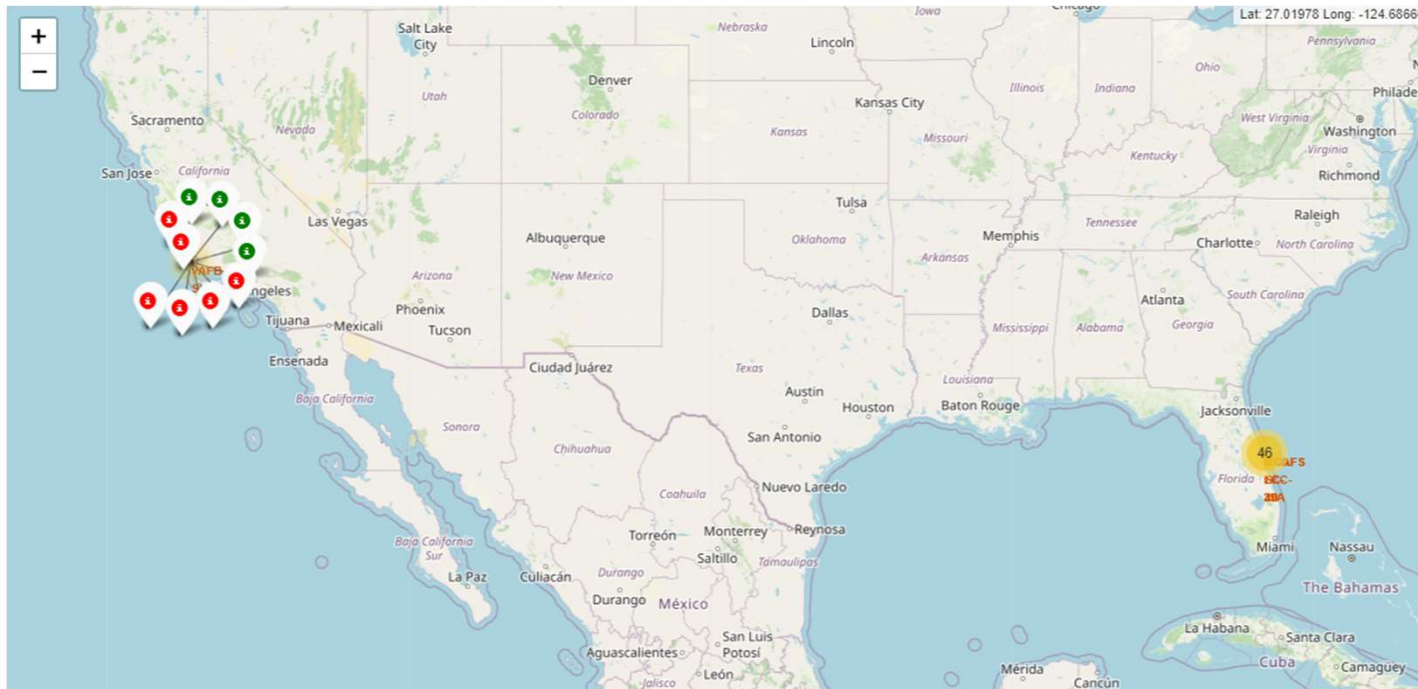 +
−
Lat: 27.01978 Long: -124.6866
Iowa
Nebraska
Lincoln
Salt Lake
City
Pennsylvania
Ohio
Illinois
Indiana
Denver
Utah
Kansas City
Sacramento
Nevada
Colorado
Kansas
Missouri
West Virginia
Washington
Virginia
Kentucky
Richmond
San Jose
California
Las Vegas
Tulsa
Tennessee
Raleigh
Albuquerque
Oklahoma
Memphis
Charlotte
North Carolina
Arkansas
VAFB
Arizona
New Mexico
Phoenix
Atlanta
South Carolina
Tijuana
Mexicali
Tucson
Dallas
Mississippi
Alabama
Georgia
Ensenada
Ciudad Juárez
Texas
Louisiana
Baja California
Austin
Houston
Baton Rouge
Jacksonville
Sonora
San Antonio
Chihuahua
46
Florida
Nuevo Laredo
Coahuila
Reynosa
Monterrey
Torreón
Saltillo
Tamaulipas
Baja California
Sur
Miami
Nassau
La Paz
Culiacán
Durango
The Bahamas
Durango
México
La Habana
Santa Clara
San Luis
Potosí
Aguascalientes
León
Cuba
Camagüey
Mérida
Jalisco
Cancún